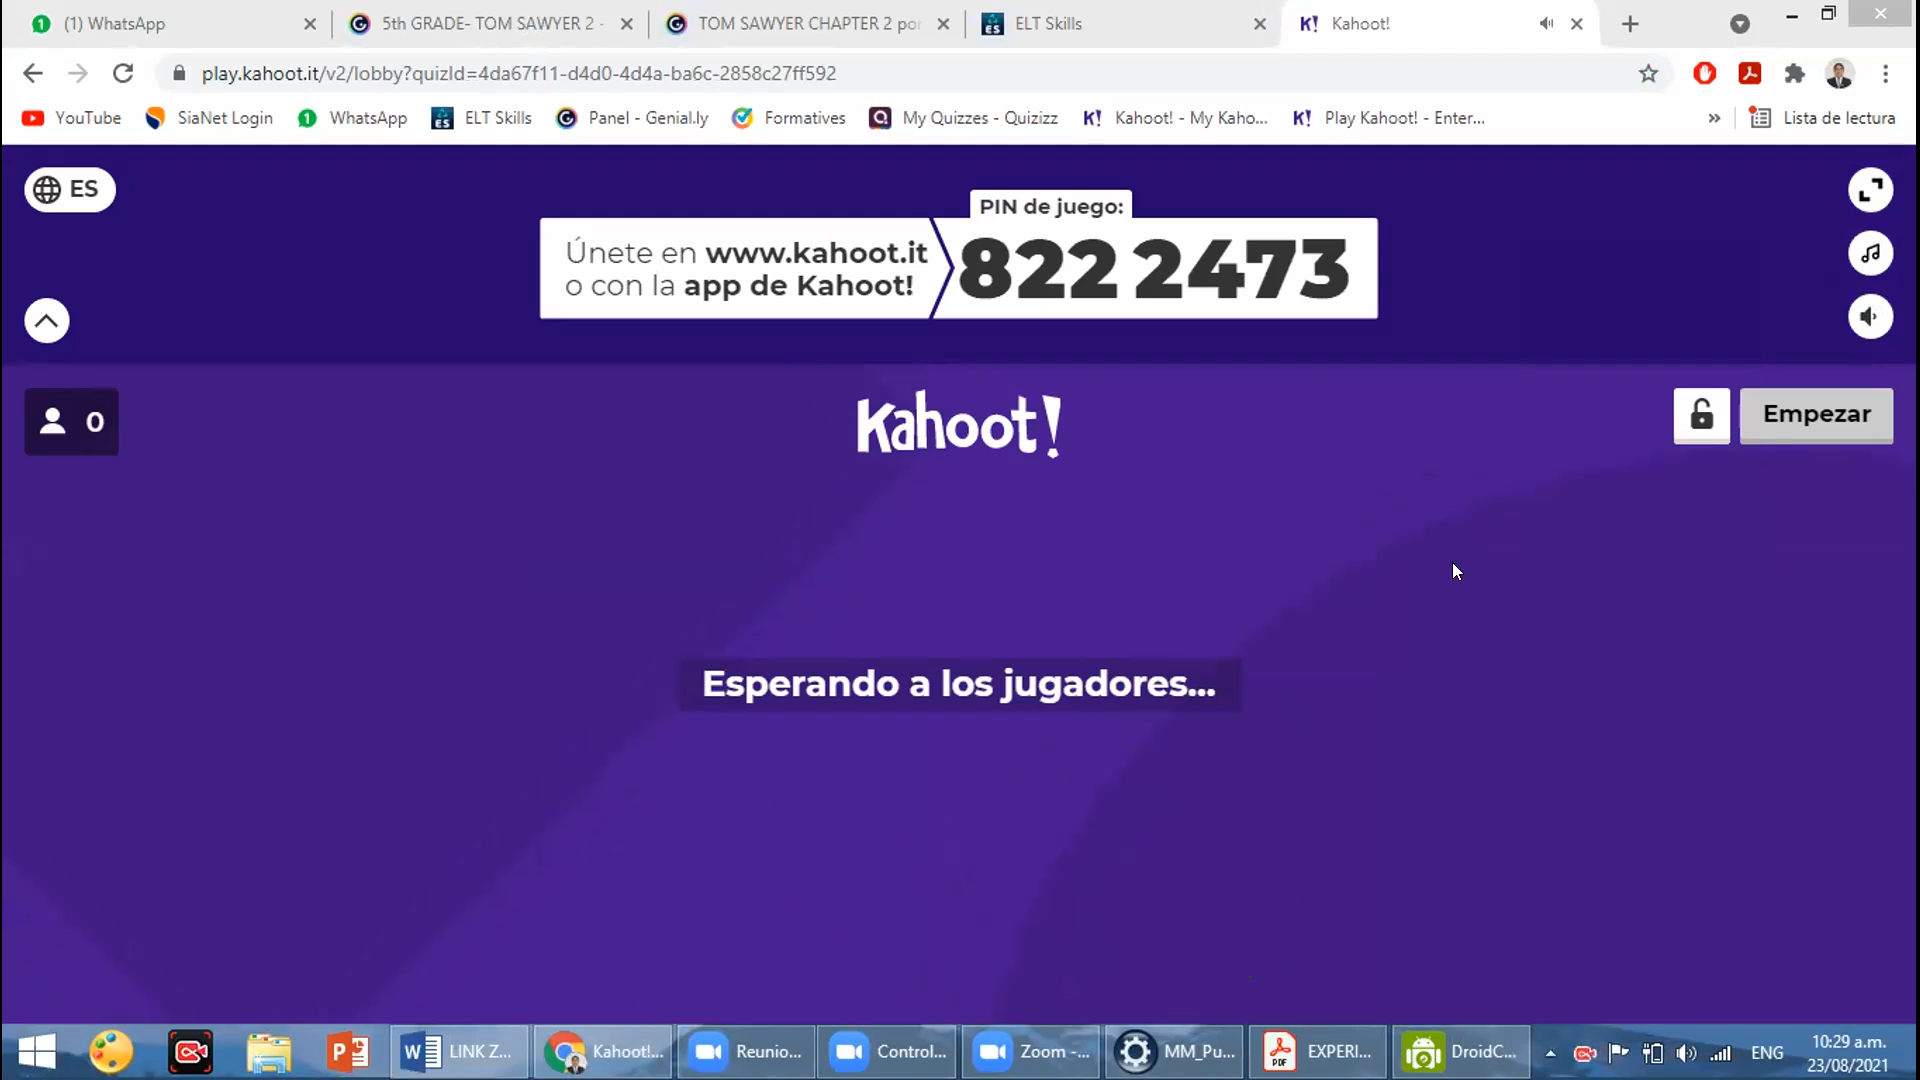 (1) WhatsApp
5th GRADE- TOM SAWYER 2 -
TOM SAWYER CHAPTER 2 por
ELT Skills
Kahoot!
play.kahoot.it/v2/lobby?quizId=4da67f11-d4d0-4d4a-ba6c-2858c27ff592
YouTube
SiaNet Login
WhatsApp
ELT Skills
Panel - Genial.ly
Formatives
My Quizzes - Quizizz
Kahoot! - My Kaho...
Play Kahoot! - Enter...
»
Lista de lectura
ES
PIN de juego:
Únete en www.kahoot.it
o con la app de Kahoot!
822 2473
0
Kahoot!
Empezar
Esperando a los jugadores...
LINK Z...
Kahoot!...
Reunio...
Control...
Zoom -...
MM_Pu...
EXPERI...
DroidC...
ENG
10:29 a.m.
23/08/2021